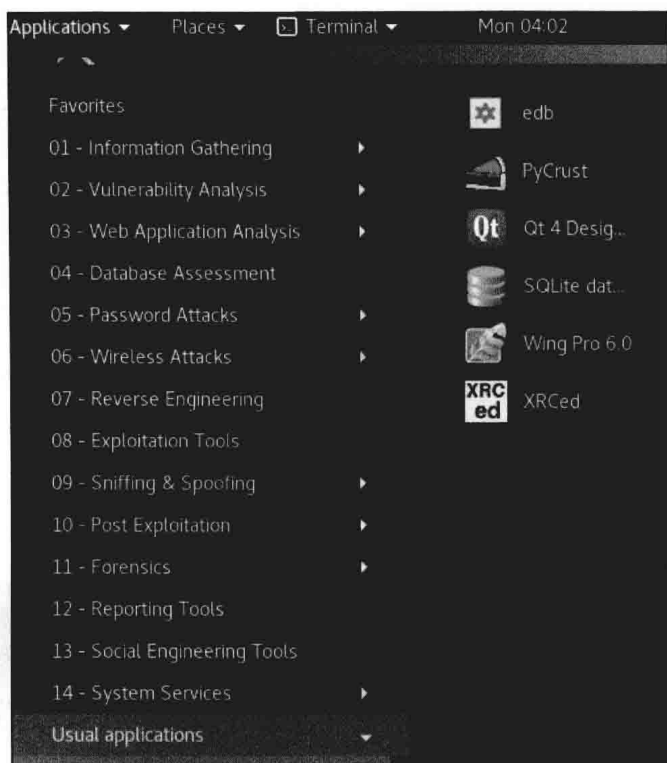 Applications Places Terminal Mon 04:02
Favorites
01 - Information Gathering
02 - Vulnerability Analysis
03 - Web Application Analysis
04 - Database Assessment
05 - Password Attacks
06 - Wireless Attacks
07 - Reverse Engineering
08 - Exploitation Tools
09 - Sniffing & Spoofing
10 - Post Exploitation
11 - Forensics
12 - Reporting Tools
13 - Social Engineering Tools
14 - System Services
Usual applications
edb
PyCrust
Qt Qt 4 Desig...
SQLite dat...
Wing Pro 6.0
XRC
ed XRCed